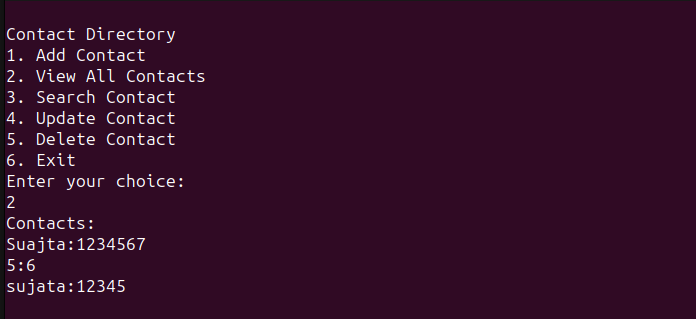 Contact Directory
1. Add Contact
2. View All Contacts
3. Search Contact
4. Update Contact
5. Delete Contact
6. Exit
Enter your choice:
2
Contacts:
Suajta:1234567
5:6
sujata:12345